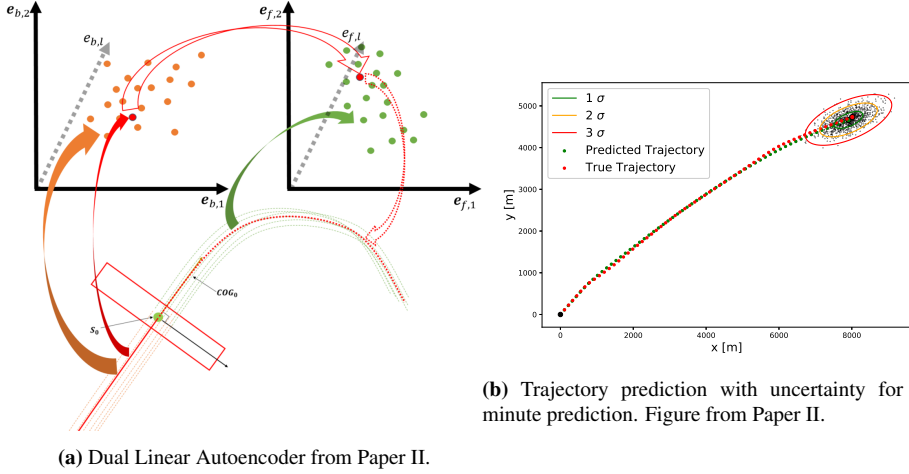 e_{b,2}
e_{b,l}
e_{b,1}
e_{f,2}
e_{f,l}
e_{f,1}
COG₀
S₀
(a) Dual Linear Autoencoder from Paper II.
1 σ
2 σ
3 σ
Predicted Trajectory
True Trajectory
y [m]
5000
4000
3000
2000
1000
0
0
2000
4000
6000
8000
x [m]
(b) Trajectory prediction with uncertainty for
minute prediction. Figure from Paper II.